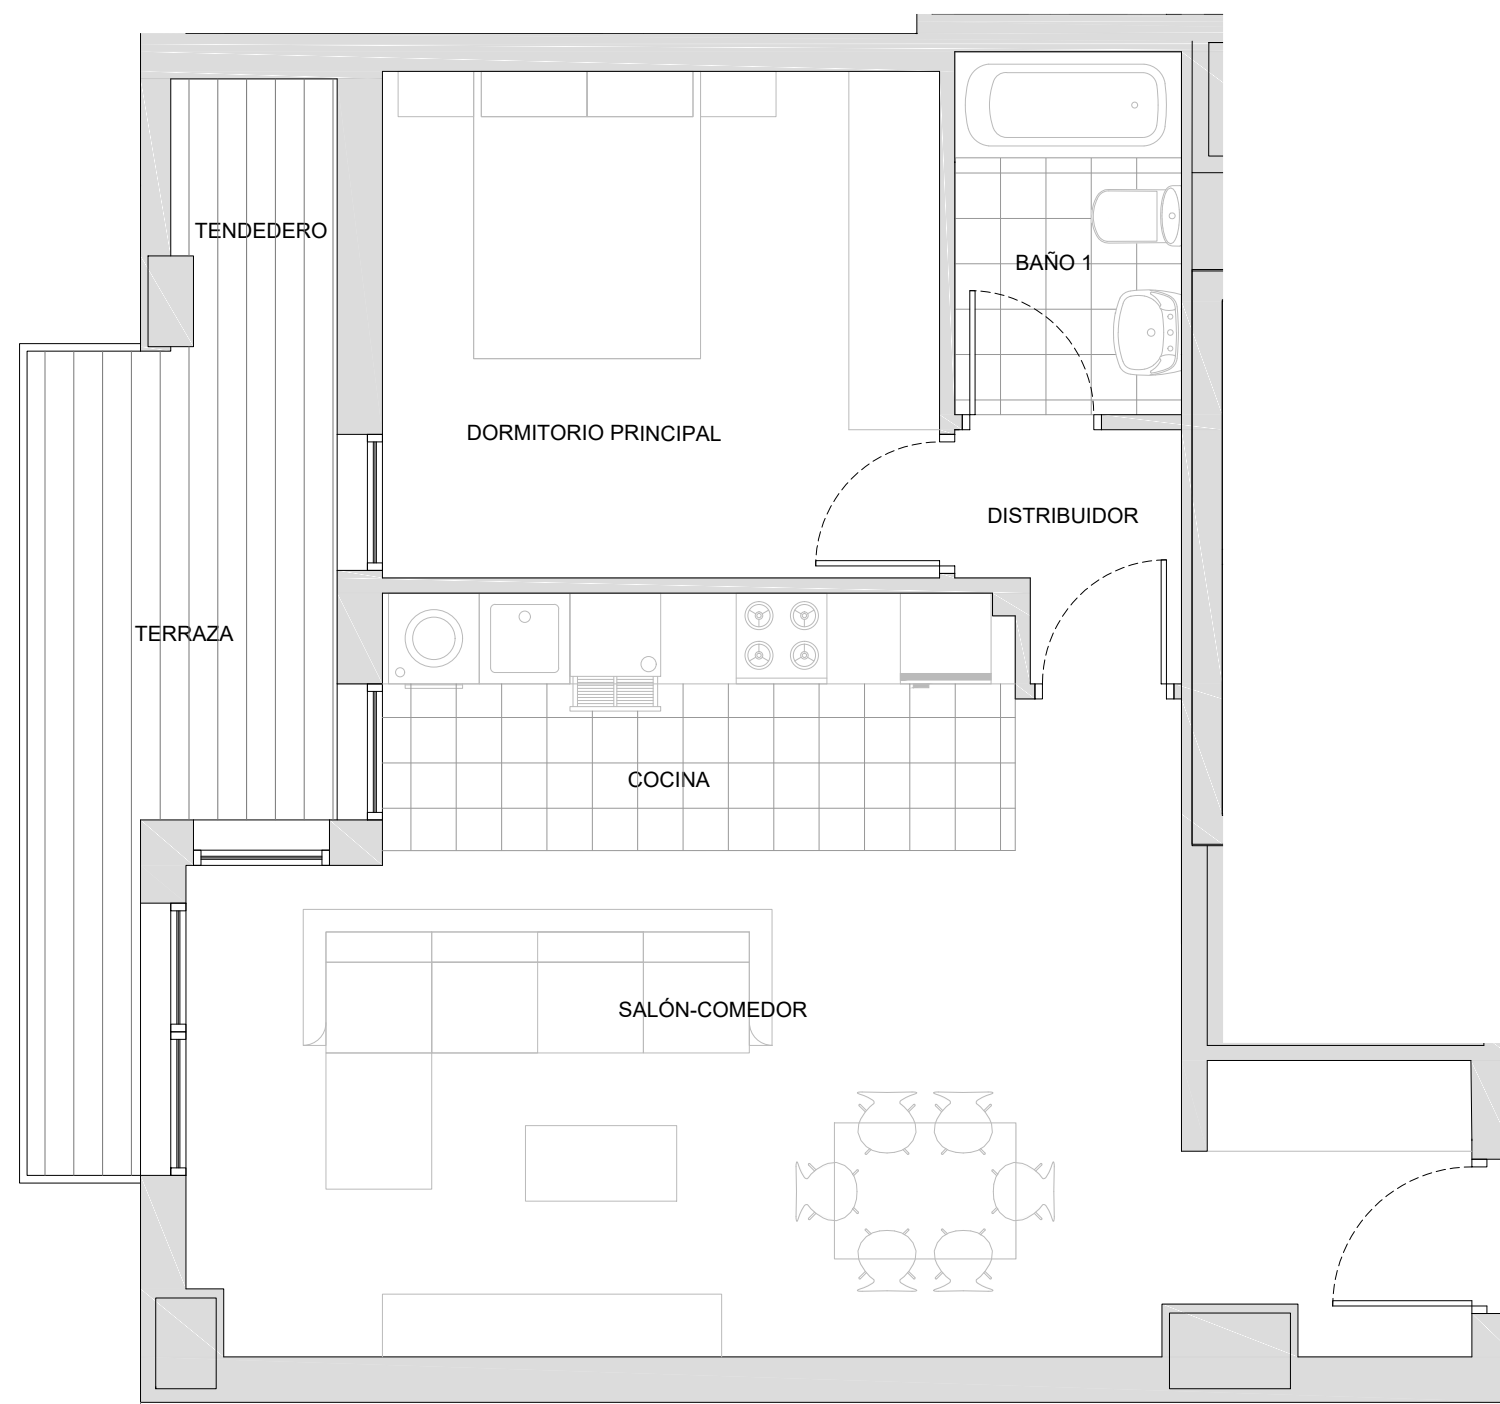 TENDEDERO
BAÑO 1
DORMITORIO PRINCIPAL
DISTRIBUIDOR
TERRAZA
COCINA
SALÓN-COMEDOR